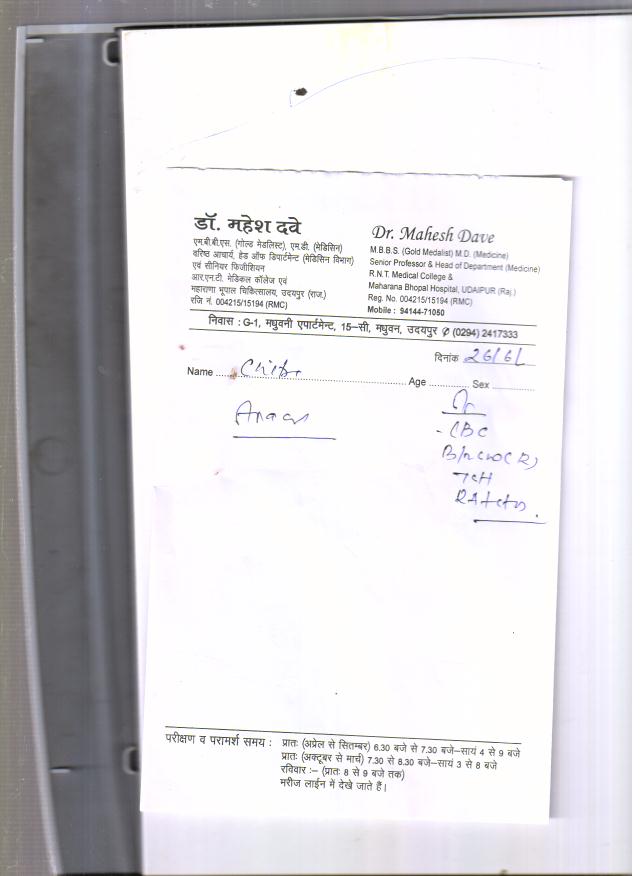 डॉ. महेश दवे
एम.बी.बी.एस. (गोल्ड मेडलिस्ट), एम.डी. (मेडिसिन)
वरिष्ठ आचार्य, हेड ऑफ डिपार्टमेन्ट (मेडिसिन विभाग)
एवं सीनियर फिजीशियन
आर.एन.टी. मेडिकल कॉलेज एवं
महाराणा भूपाल चिकित्सालय, उदयपुर (राज.)
रजि नं. 004215/15194 (RMC)
Dr. Mahesh Dave
M.B.B.S. (Gold Medalist) M.D. (Medicine)
Senior Professor & Head of Department (Medicine)
R.N.T. Medical College &
Maharana Bhopal Hospital, UDAIPUR (Raj.)
Reg. No. 004215/15194 (RMC)
Mobile : 94144-71050
निवास : G-1, मधुवनी एपार्टमेन्ट, 15-सी, मधुवन, उदयपुर ✆ (0294) 2417333
दिनांक 26/6/
Name Age Sex
- CBC
परीक्षण व परामर्श समय : प्रातः (अप्रेल से सितम्बर) 6.30 बजे से 7.30 बजे-सायं 4 से 9 बजे
प्रातः (अक्टूबर से मार्च) 7.30 से 8.30 बजे-सायं 3 से 8 बजे
रविवार :- (प्रातः 8 से 9 बजे तक)
मरीज लाईन में देखे जाते हैं।